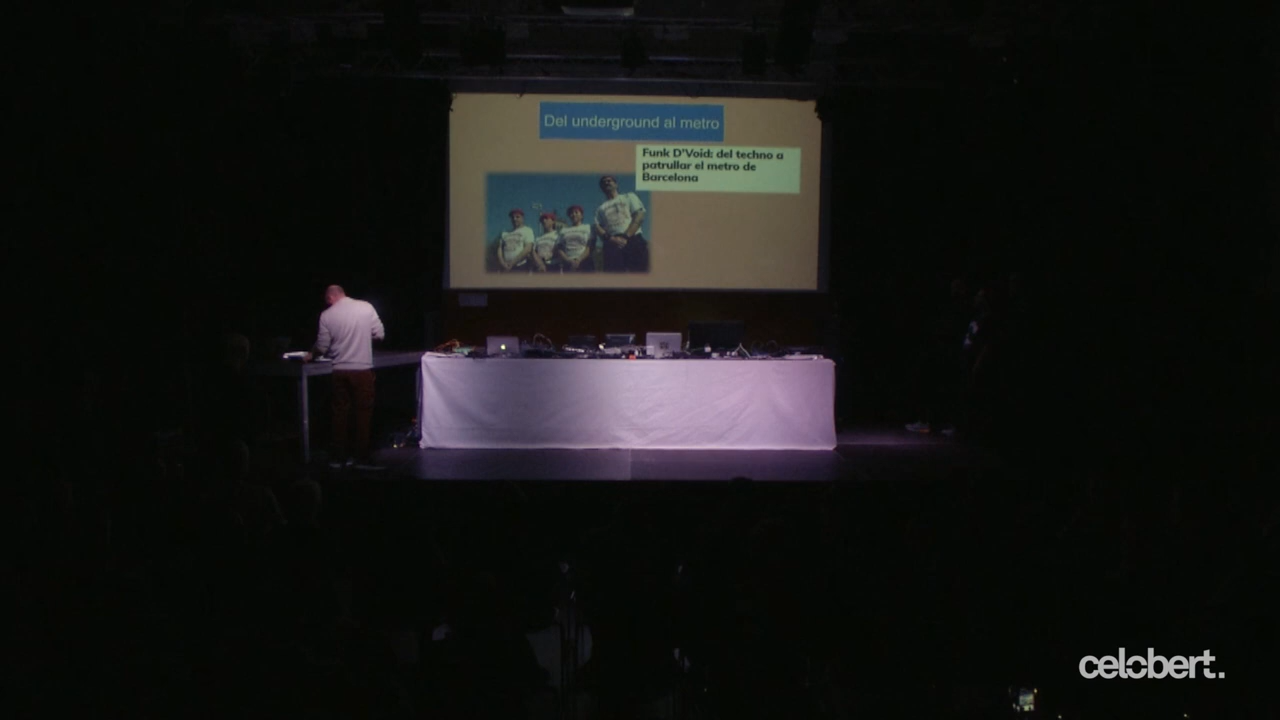 Del underground al metro
Funk D'Void: del techno a
patrullar el metro de
Barcelona
celobert.